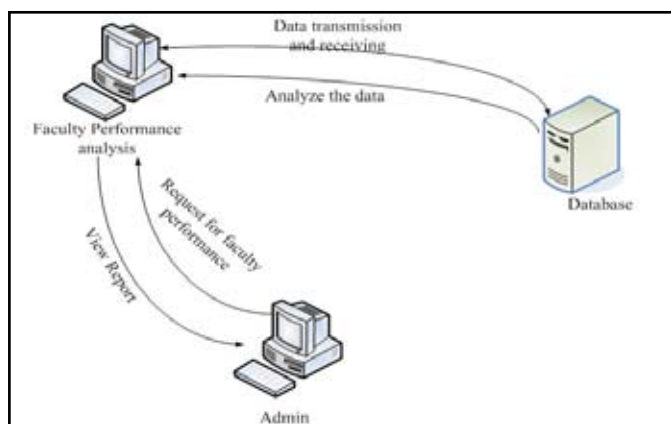 Data transmission
and receiving
Analyze the data
Faculty Performance
analysis
Database
Request for faculty
performance
View Report
Admin